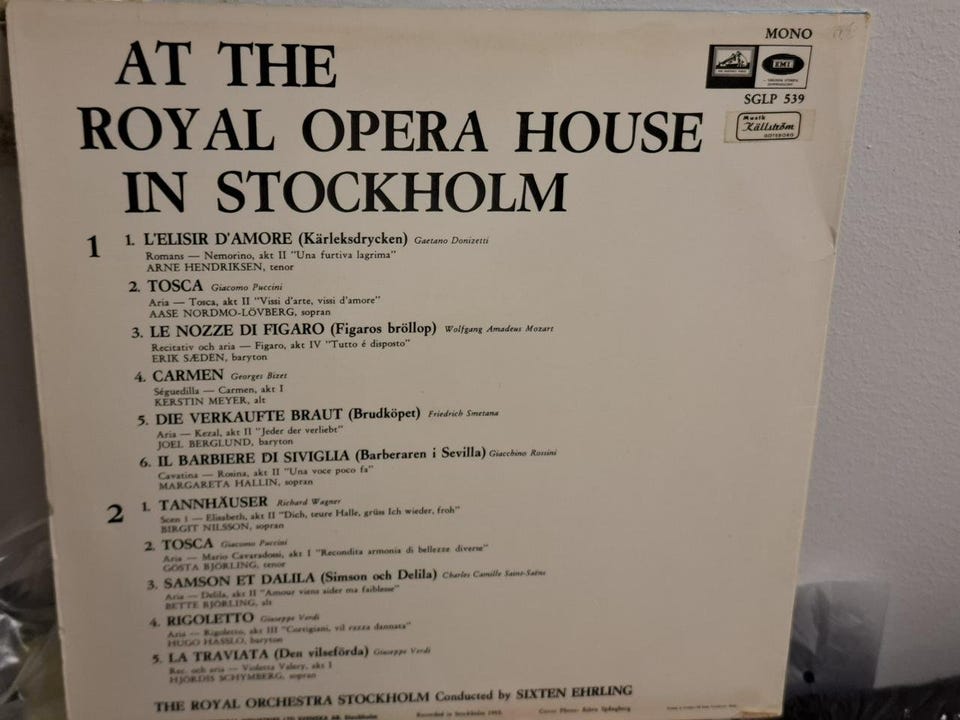 MONO
AT THE
EMI
ROYAL OPERA HOUSE
SGLP 539
Musik
Källström
GÖTEBORG
IN STOCKHOLM
1
1. L'ELISIR D'AMORE (Kärleksdrycken) Gaetano Donizetti
Romans — Nemorino, akt II "Una furtiva lagrima"
ARNE HENDRIKSEN, tenor
2. TOSCA Giacomo Puccini
Aria — Tosca, akt II "Vissi d'arte, vissi d'amore"
AASE NORDMO-LÖVBERG, sopran
3. LE NOZZE DI FIGARO (Figaros bröllop) Wolfgang Amadeus Mozart
Recitativ och aria — Figaro, akt IV "Tutto é disposto"
ERIK SÆDEN, baryton
4. CARMEN Georges Bizet
Séguedilla — Carmen, akt I
KERSTIN MEYER, alt
5. DIE VERKAUFTE BRAUT (Brudköpet) Friedrich Smetana
Aria — Kezal, akt II "Jeder der verliebt"
JOEL BERGLUND, baryton
6. IL BARBIERE DI SIVIGLIA (Barberaren i Sevilla) Giacchino Rossini
Cavatina — Rosina, akt II "Una voce poco fa"
MARGARETA HALLIN, sopran
2
1. TANNHÄUSER Richard Wagner
Scen 1 — Elisabeth, akt II "Dich, teure Halle, grüss Ich wieder, froh"
BIRGIT NILSSON, sopran
2. TOSCA Giacomo Puccini
Aria — Mario Cavaradossi, akt I "Recondita armonia di bellezze diverse"
GÖSTA BJÖRLING, tenor
3. SAMSON ET DALILA (Simson och Delila) Charles Camille Saint-Saëns
Aria — Delila, akt II "Amour viens aider ma faiblesse"
BETTE BJÖRLING, alt
4. RIGOLETTO Giuseppe Verdi
Aria — Rigoletto, akt III "Cortigiani, vil razza dannata"
HUGO HASSLO, baryton
5. LA TRAVIATA (Den vilseförda) Giuseppe Verdi
Rec. och aria — Violetta Valery, akt I
HJÖRDIS SCHYMBERG, sopran
THE ROYAL ORCHESTRA STOCKHOLM Conducted by SIXTEN EHRLING
Recorded in Stockholm Cover Photo: